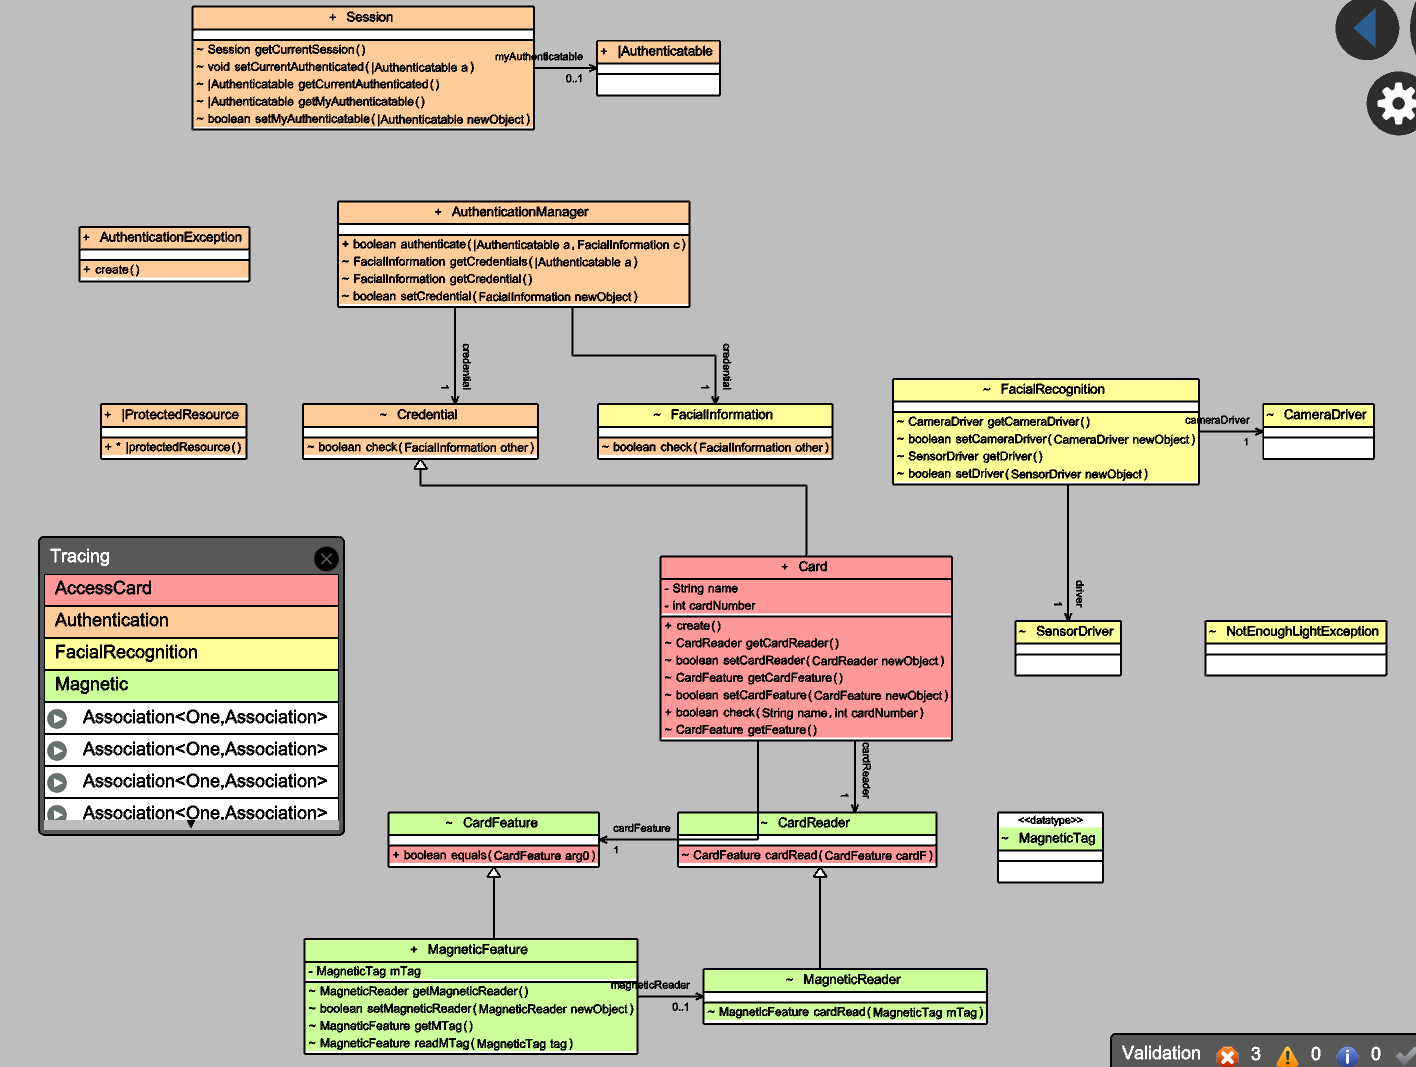 + Session
~ Session getCurrentSession()
~ void setCurrentAuthenticated(|Authenticatable a)
~ |Authenticatable getCurrentAuthenticated()
~ |Authenticatable getMyAuthenticatable()
~ boolean setMyAuthenticatable(|Authenticatable newObject)
myAuthenticatable
0..1
+ |Authenticatable
+ AuthenticationException
+ create()
+ AuthenticationManager
+ boolean authenticate(|Authenticatable a, FacialInformation c)
~ FacialInformation getCredentials(|Authenticatable a)
~ FacialInformation getCredential()
~ boolean setCredential(FacialInformation newObject)
credential
1
credential
1
+ |ProtectedResource
+ * |protectedResource()
~ Credential
~ boolean check(FacialInformation other)
~ FacialInformation
~ boolean check(FacialInformation other)
~ FacialRecognition
~ CameraDriver getCameraDriver()
~ boolean setCameraDriver(CameraDriver newObject)
~ SensorDriver getDriver()
~ boolean setDriver(SensorDriver newObject)
cameraDriver
1
~ CameraDriver
driver
1
~ SensorDriver
~ NotEnoughLightException
Tracing
AccessCard
Authentication
FacialRecognition
Magnetic
Association<One,Association>
Association<One,Association>
Association<One,Association>
Association<One,Association>
+ Card
- String name
- int cardNumber
+ create()
~ CardReader getCardReader()
~ boolean setCardReader(CardReader newObject)
~ CardFeature getCardFeature()
~ boolean setCardFeature(CardFeature newObject)
+ boolean check(String name, int cardNumber)
~ CardFeature getFeature()
cardReader
1
~ CardFeature
+ boolean equals(CardFeature arg0)
cardFeature
1
~ CardReader
~ CardFeature cardRead(CardFeature cardF)
<<datatype>>
~ MagneticTag
+ MagneticFeature
- MagneticTag mTag
~ MagneticReader getMagneticReader()
~ boolean setMagneticReader(MagneticReader newObject)
~ MagneticFeature getMTag()
~ MagneticFeature readMTag(MagneticTag tag)
magneticReader
0..1
~ MagneticReader
~ MagneticFeature cardRead(MagneticTag mTag)
Validation 3 0 0